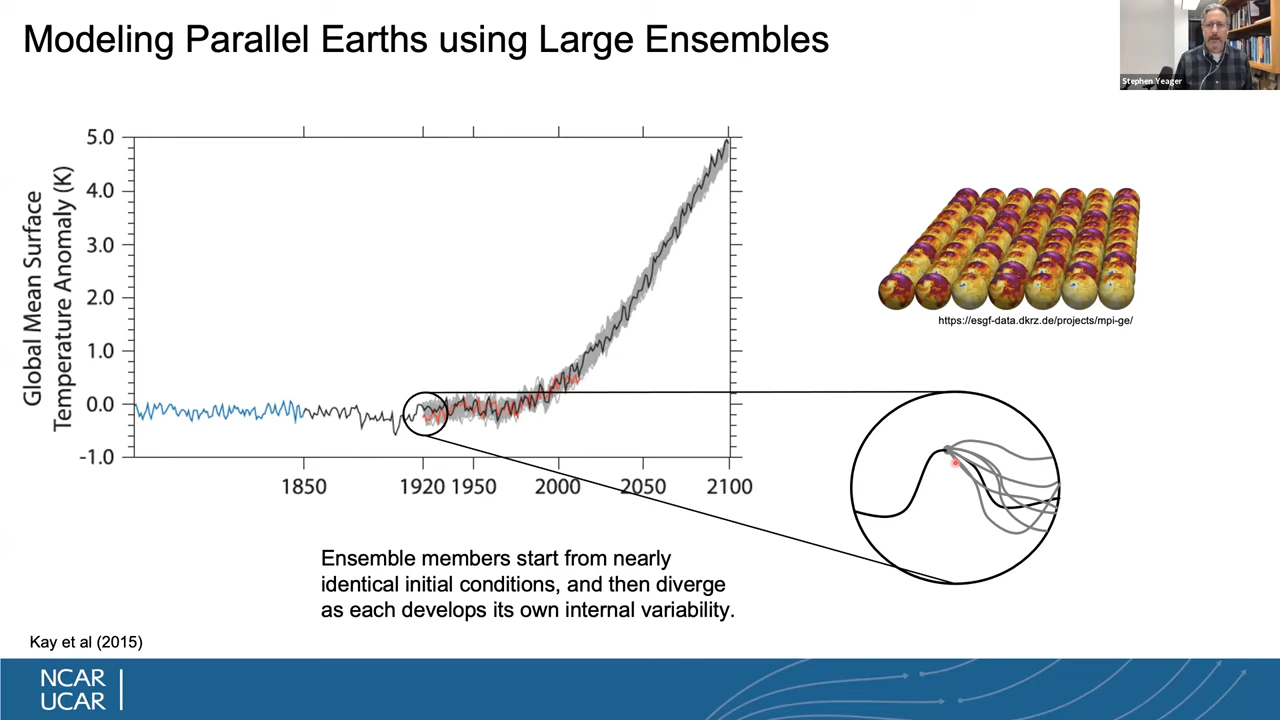 Modeling Parallel Earths using Large Ensembles
Stephen Yeager
Global Mean Surface
Temperature Anomaly (K)
5.0
4.0
3.0
2.0
1.0
0.0
-1.0
1850
1920
1950
2000
2050
2100
https://esgf-data.dkrz.de/projects/mpi-ge/
Ensemble members start from nearly
identical initial conditions, and then diverge
as each develops its own internal variability.
Kay et al (2015)
NCAR
UCAR